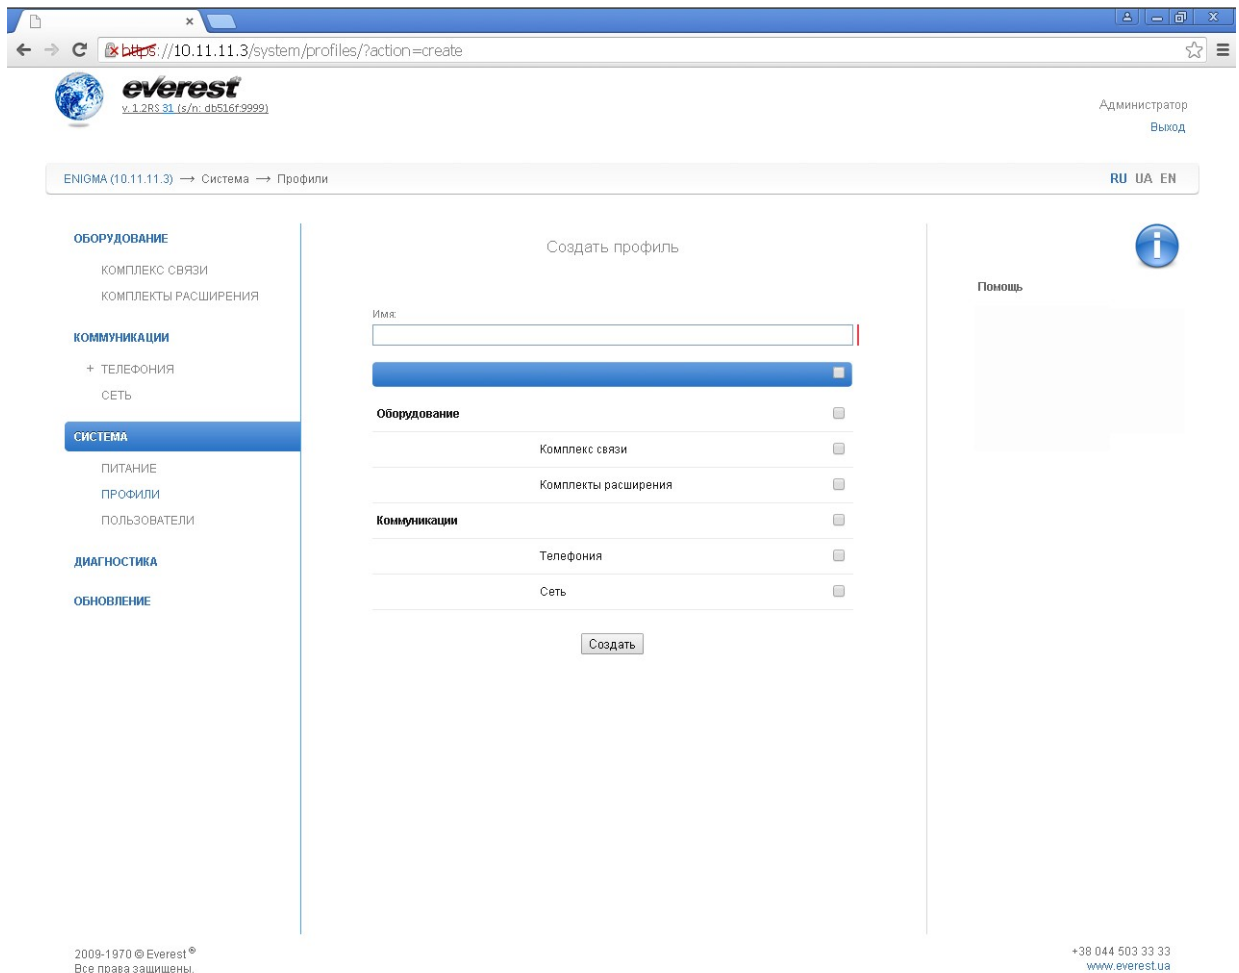 https://10.11.11.3/system/profiles/?action=create
everest
v. 1.2RS 31 (s/n: db516f:9999)
Администратор
Выход
ENIGMA (10.11.11.3) → Система → Профили
RU UA EN
ОБОРУДОВАНИЕ
КОМПЛЕКС СВЯЗИ
КОМПЛЕКТЫ РАСШИРЕНИЯ
КОММУНИКАЦИИ
+ ТЕЛЕФОНИЯ
СЕТЬ
СИСТЕМА
ПИТАНИЕ
ПРОФИЛИ
ПОЛЬЗОВАТЕЛИ
ДИАГНОСТИКА
ОБНОВЛЕНИЕ
Создать профиль
Имя:
Оборудование
Комплекс связи
Комплекты расширения
Коммуникации
Телефония
Сеть
Создать
Помощь
2009-1970 © Everest ®
Все права защищены.
+38 044 503 33 33
www.everest.ua